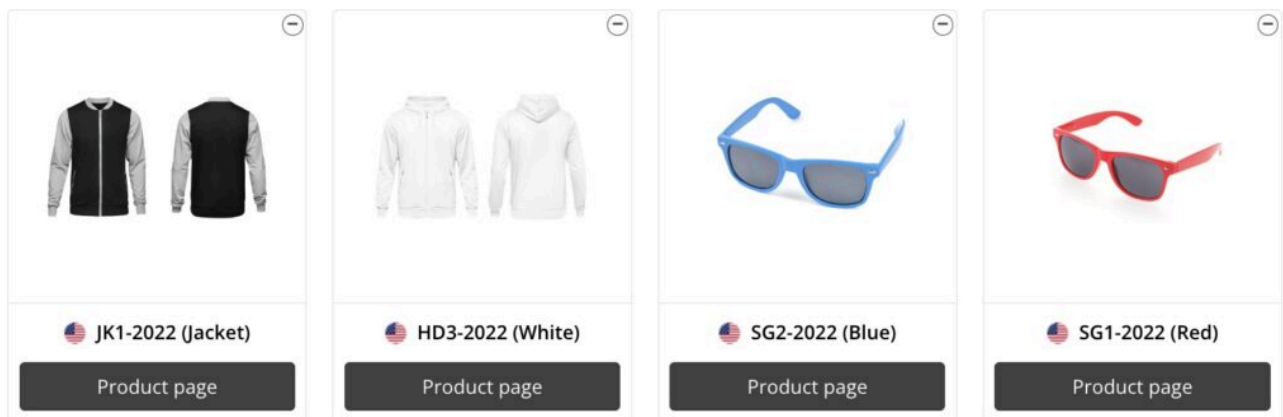 JK1-2022 (Jacket)
HD3-2022 (White)
SG2-2022 (Blue)
SG1-2022 (Red)
Product page
Product page
Product page
Product page